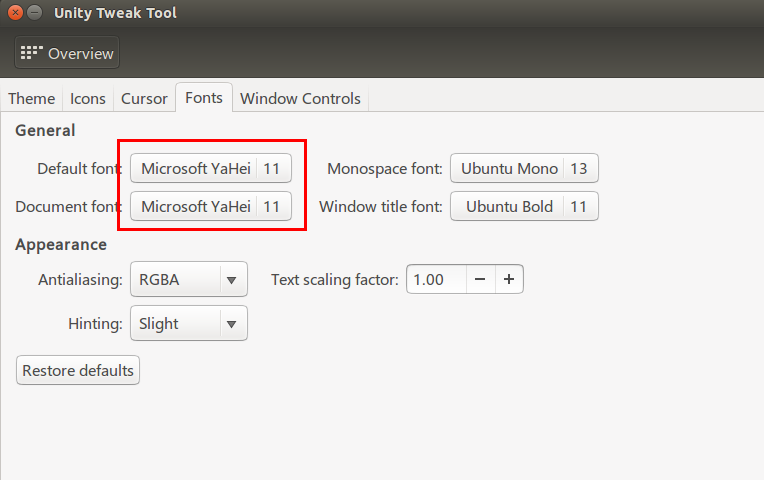 Unity Tweak Tool
Overview
Theme Icons Cursor Fonts Window Controls
General
Default font: Microsoft YaHei 11 Monospace font: Ubuntu Mono 13
Document font: Microsoft YaHei 11 Window title font: Ubuntu Bold 11
Appearance
Antialiasing: RGBA Text scaling factor: 1.00 − +
Hinting: Slight
Restore defaults